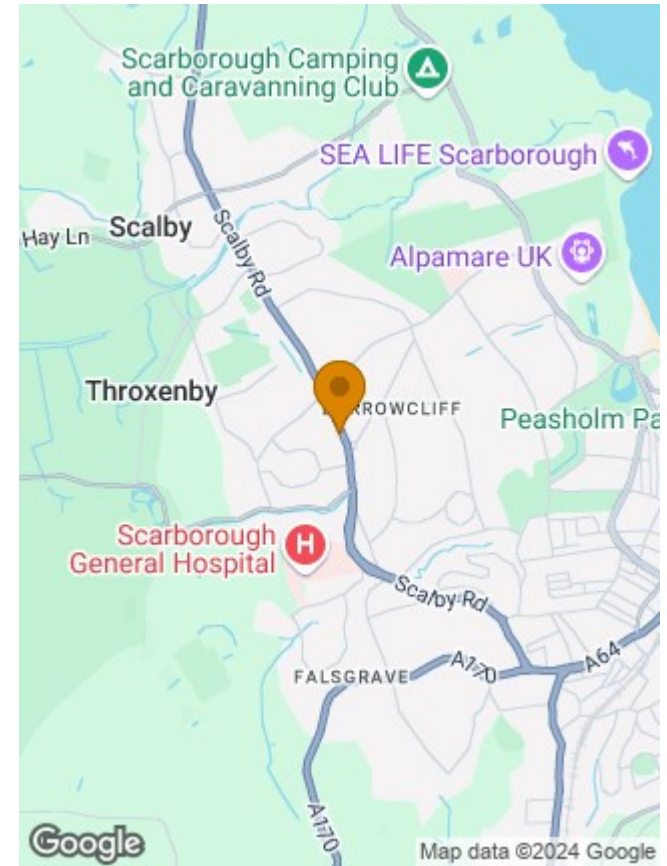 Scarborough Camping
and Caravanning Club
SEA LIFE Scarborough
Hay Ln
Scalby
Scalby Rd
Alpamare UK
Throxenby
RROWCLIFF
Peasholm Pa
Scarborough
General Hospital
H
Scalby Rd
A64
FALSGRAVE
A170
A170
Google
Map data ©2024 Google